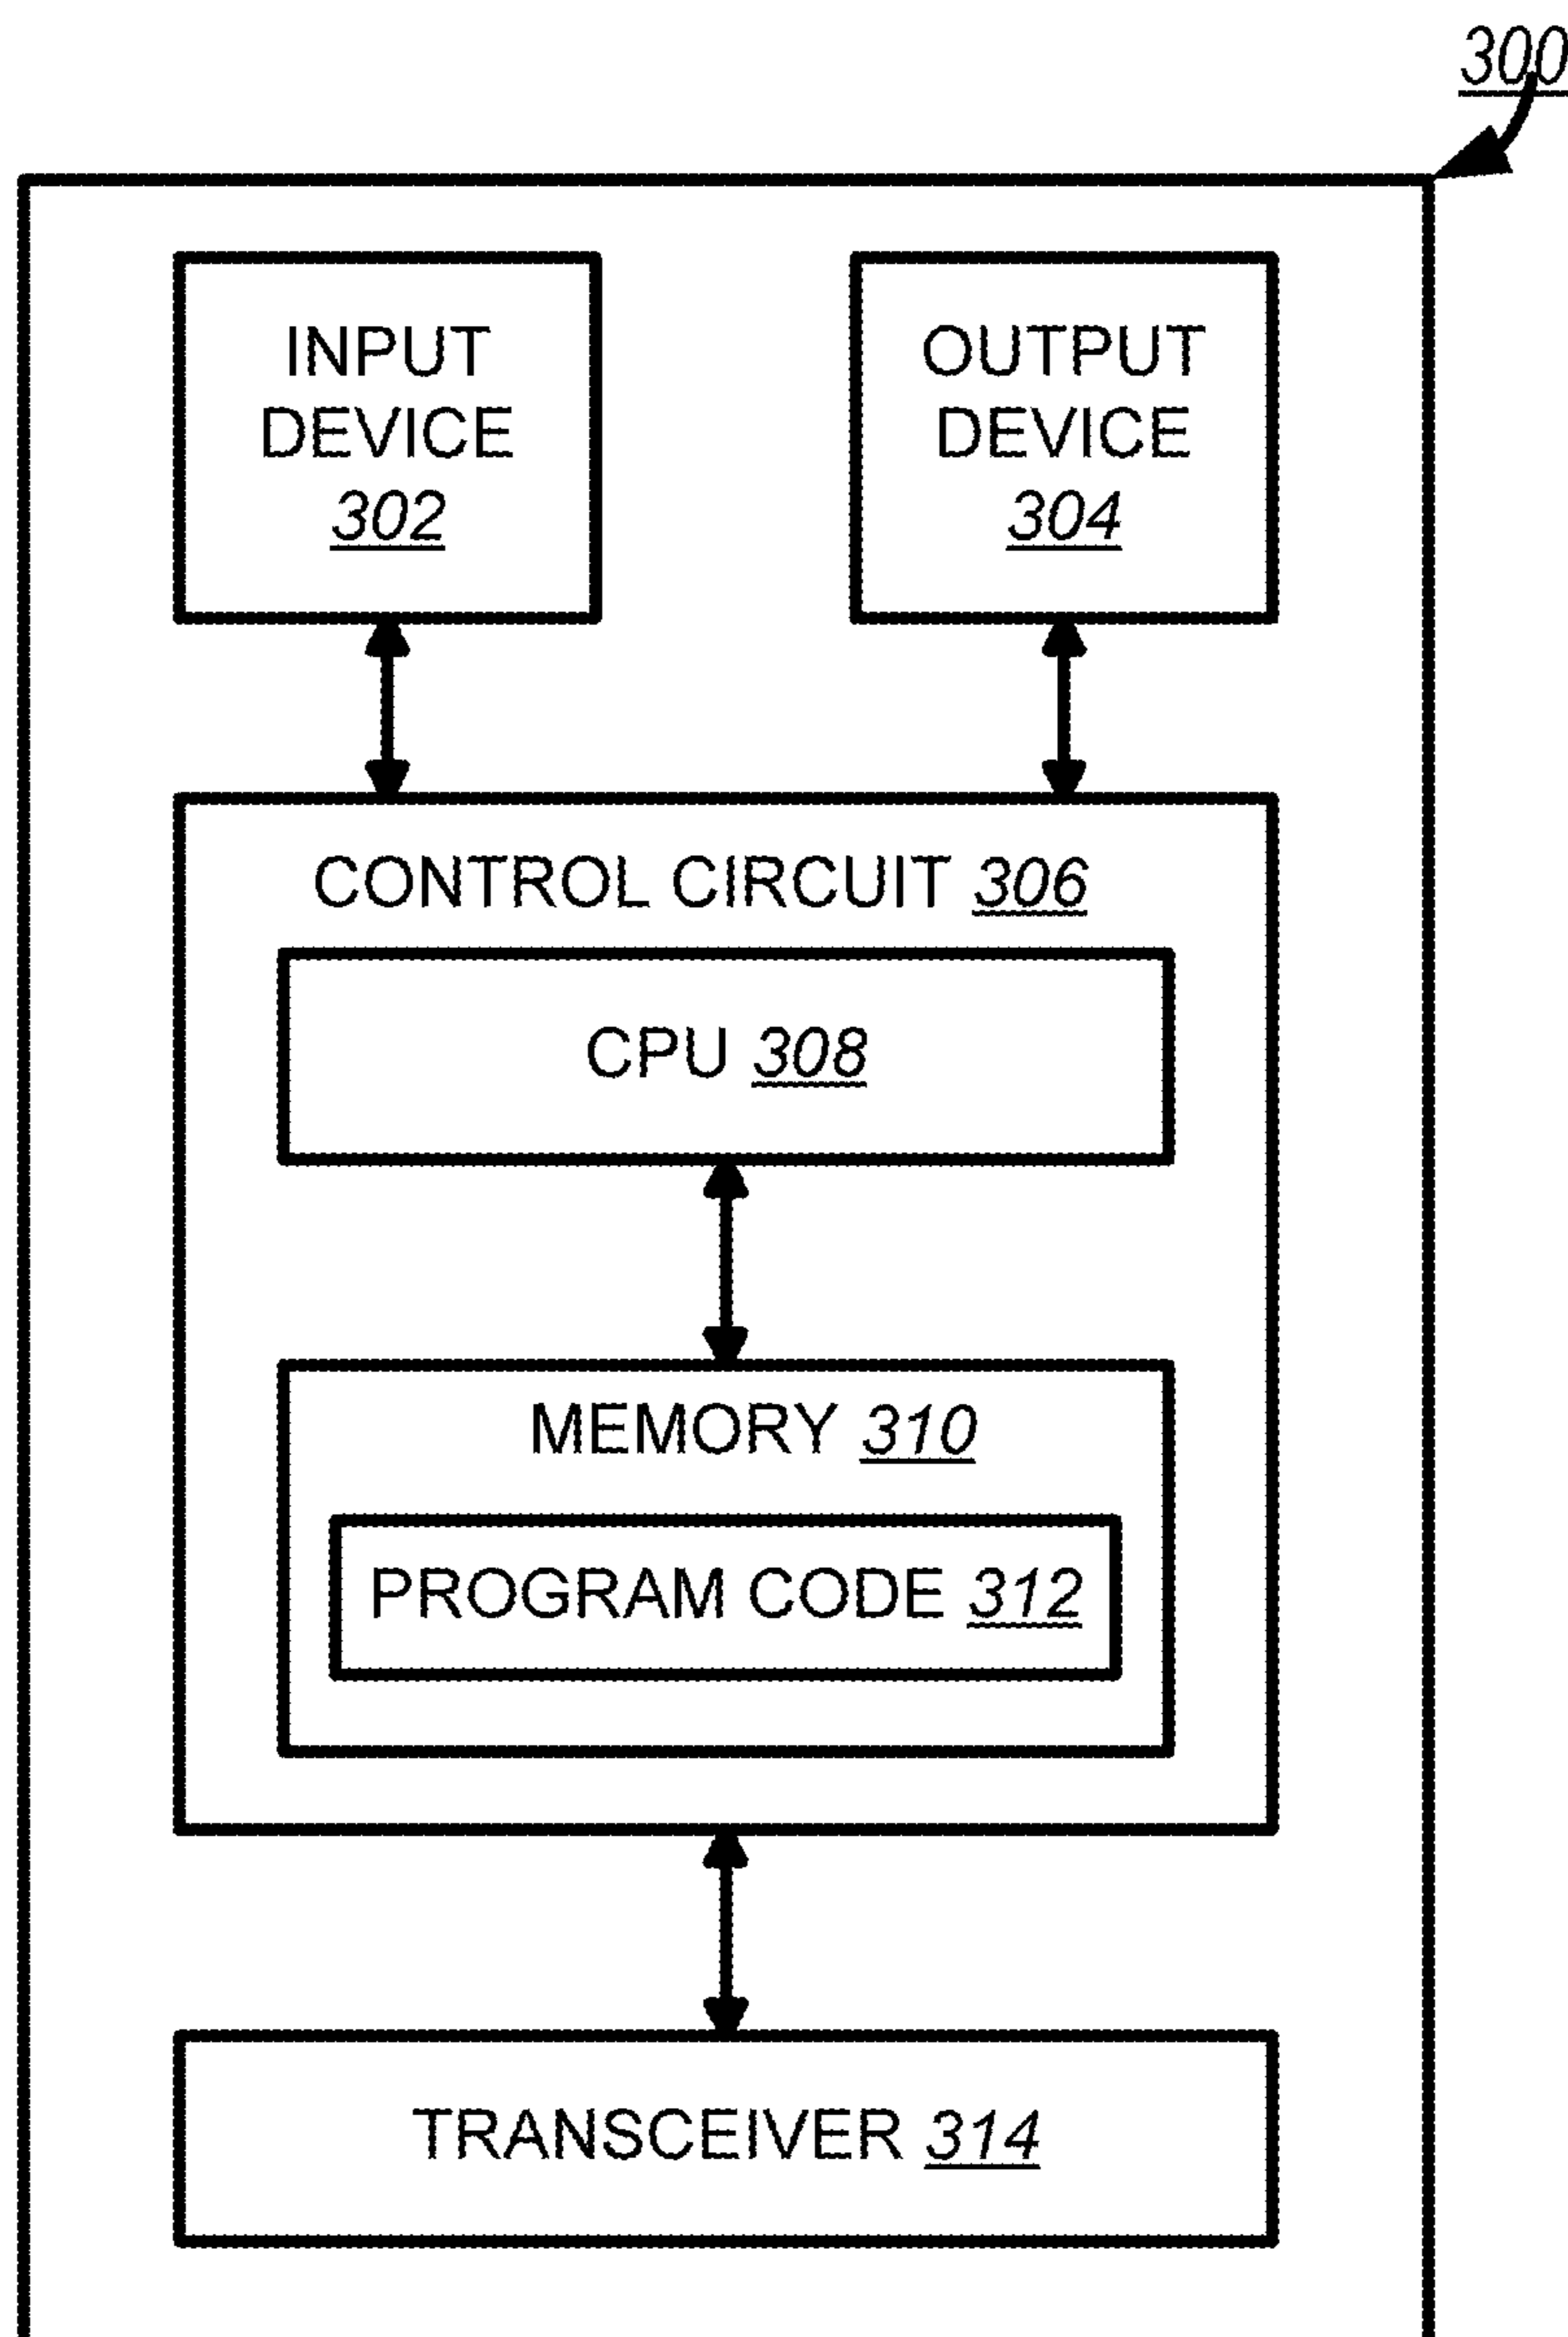 300
INPUT
DEVICE
302
OUTPUT
DEVICE
304
CONTROL CIRCUIT 306
CPU 308
MEMORY 310
PROGRAM CODE 312
TRANSCEIVER 314